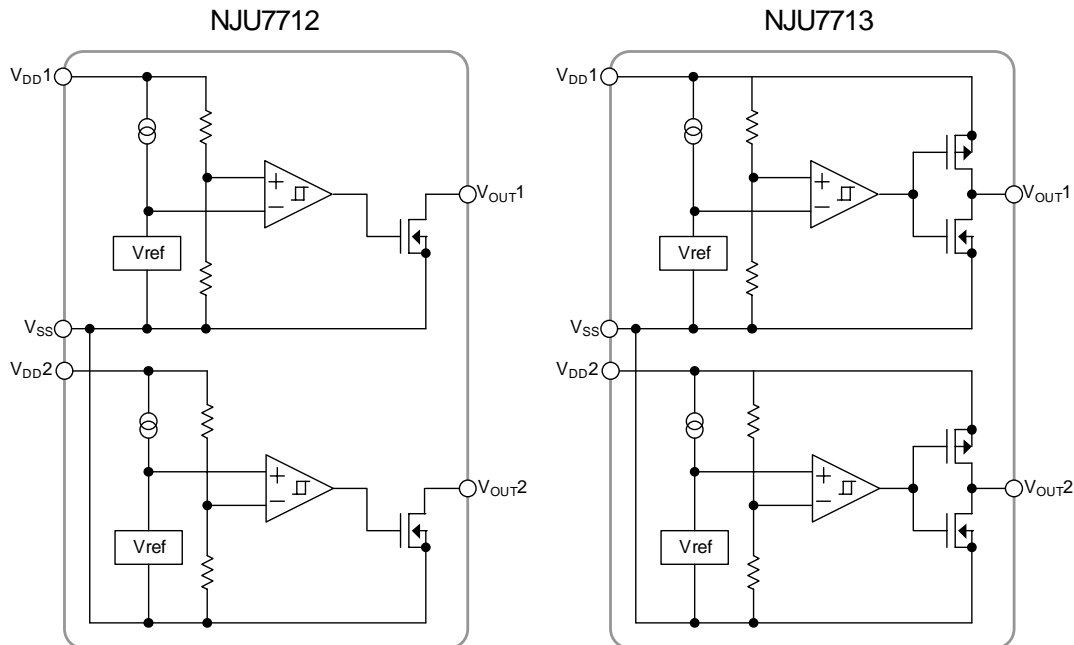 NJU7712
NJU7713
VDD1
+
−
Vref
VOUT1
VSS
VDD2
+
−
Vref
VOUT2
VDD1
+
−
Vref
VOUT1
VSS
VDD2
+
−
Vref
VOUT2